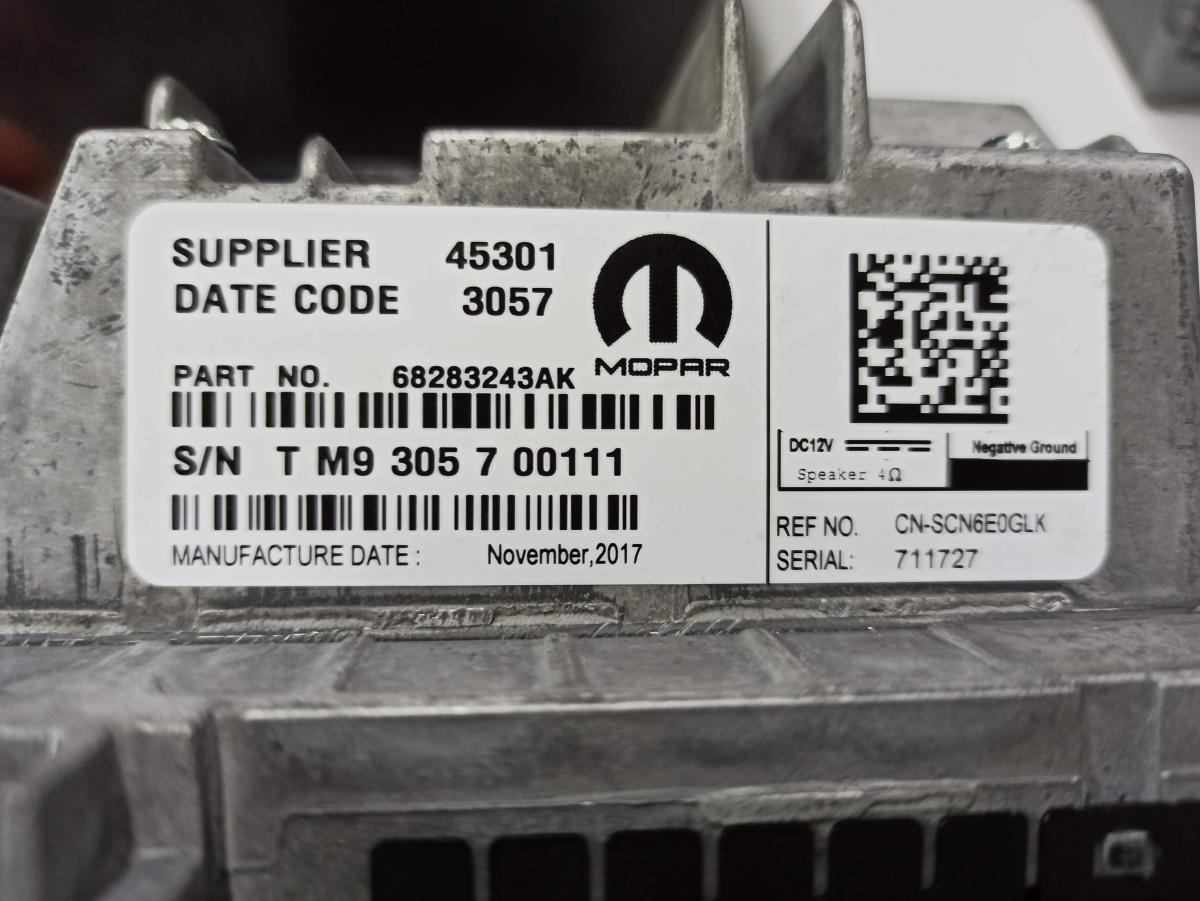 SUPPLIER 45301
DATE CODE 3057
MOPAR
PART NO. 68283243AK
S/N T M9 305 7 00111
MANUFACTURE DATE : November,2017
DC12V Negative Ground
Speaker 4Ω
REF NO. CN-SCN6E0GLK
SERIAL: 711727